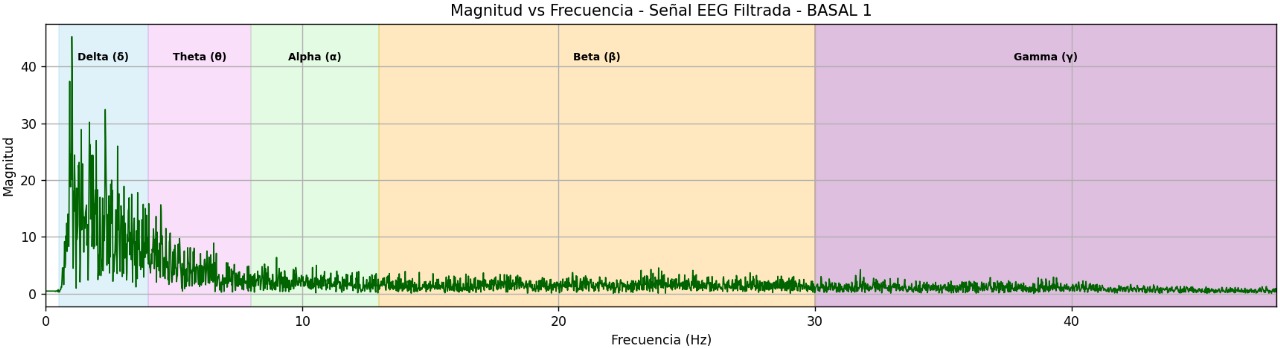 Magnitud vs Frecuencia - Señal EEG Filtrada - BASAL 1
Delta (δ) Theta (θ) Alpha (α) Beta (β) Gamma (γ)
40
30
20
10
0
Magnitud
0 10 20 30 40
Frecuencia (Hz)